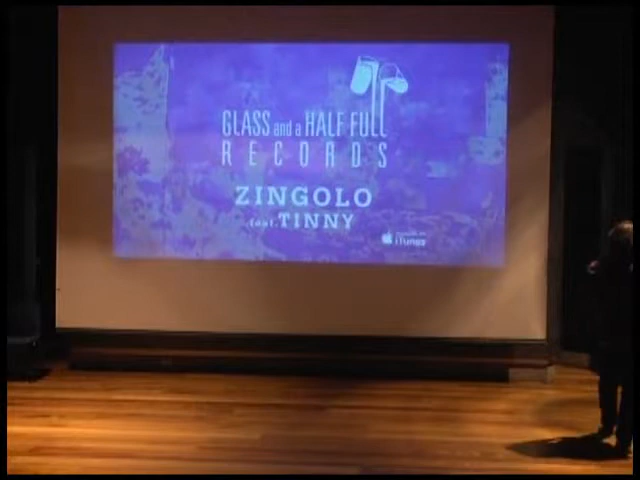 GLASS and a HALF FULL
RECORDS
ZINGOLO
feat. TINNY
iTunes